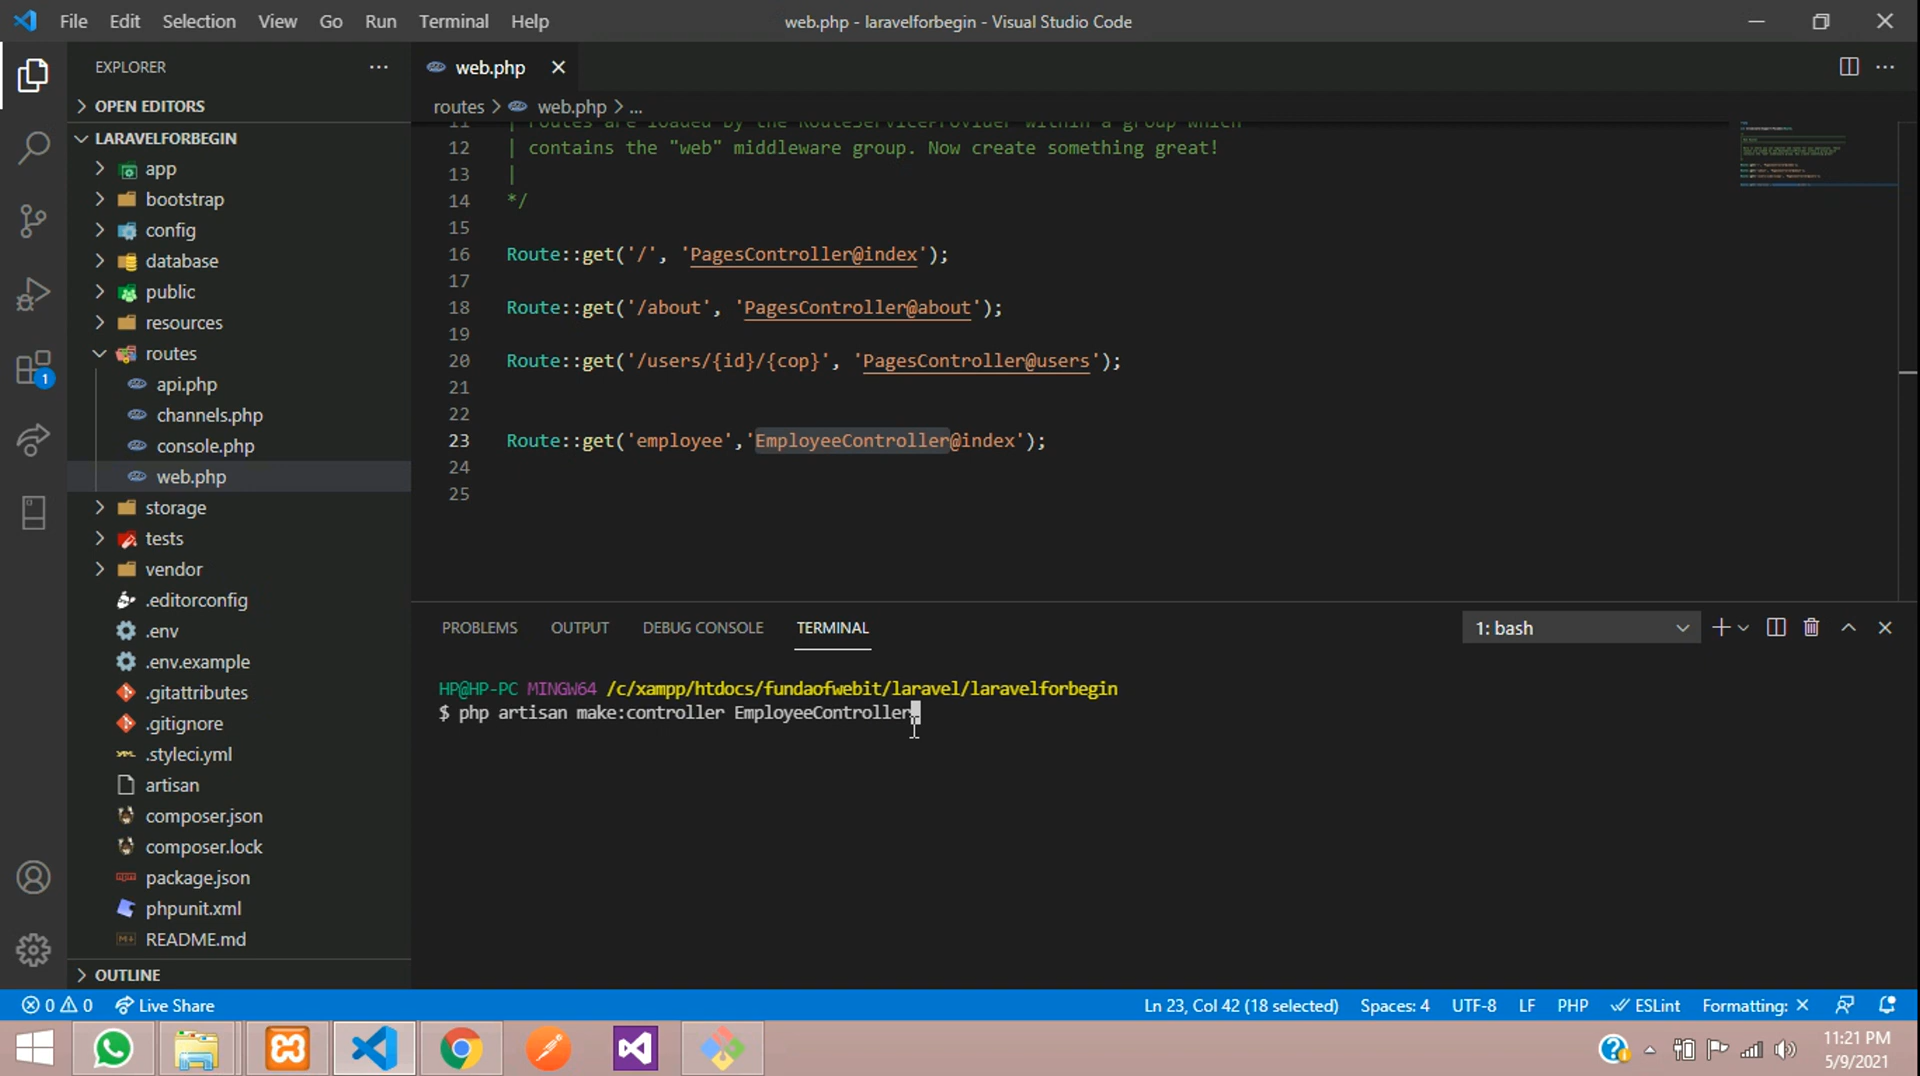 File Edit Selection View Go Run Terminal Help
web.php - laravelforbegin - Visual Studio Code
EXPLORER
OPEN EDITORS
LARAVELFORBEGIN
app
bootstrap
config
database
public
resources
routes
api.php
channels.php
console.php
web.php
storage
tests
vendor
.editorconfig
.env
.env.example
.gitattributes
.gitignore
.styleci.yml
artisan
composer.json
composer.lock
package.json
phpunit.xml
README.md
OUTLINE
web.php
routes > web.php > ...
11 | routes are loaded by the RouteServiceProvider within a group which
12 | contains the "web" middleware group. Now create something great!
13 |
14 */
15
16 Route::get('/', 'PagesController@index');
17
18 Route::get('/about', 'PagesController@about');
19
20 Route::get('/users/{id}/{cop}', 'PagesController@users');
21
22
23 Route::get('employee','EmployeeController@index');
24
25
PROBLEMS OUTPUT DEBUG CONSOLE TERMINAL
1: bash
HP@HP-PC MINGW64 /c/xampp/htdocs/fundaofwebit/laravel/laravelforbegin
$ php artisan make:controller EmployeeController
1
0 0 Live Share
Ln 23, Col 42 (18 selected) Spaces: 4 UTF-8 LF PHP ESLint Formatting: ×
11:21 PM
5/9/2021